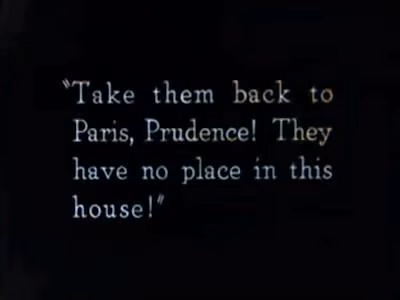 "Take them back to
Paris, Prudence! They
have no place in this
house!"